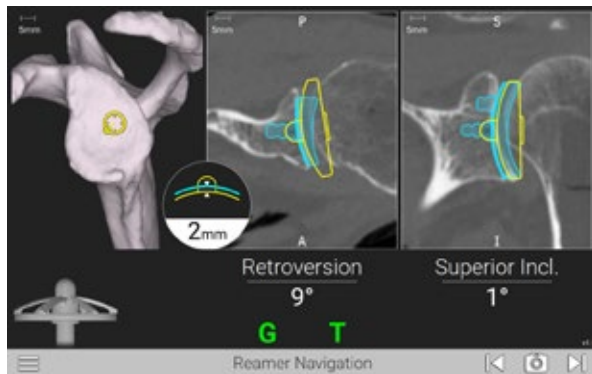 5mm
5mm
P
5mm
S
2mm
A
I
Retroversion
Superior Incl.
9°
1°
G T
Reamer Navigation